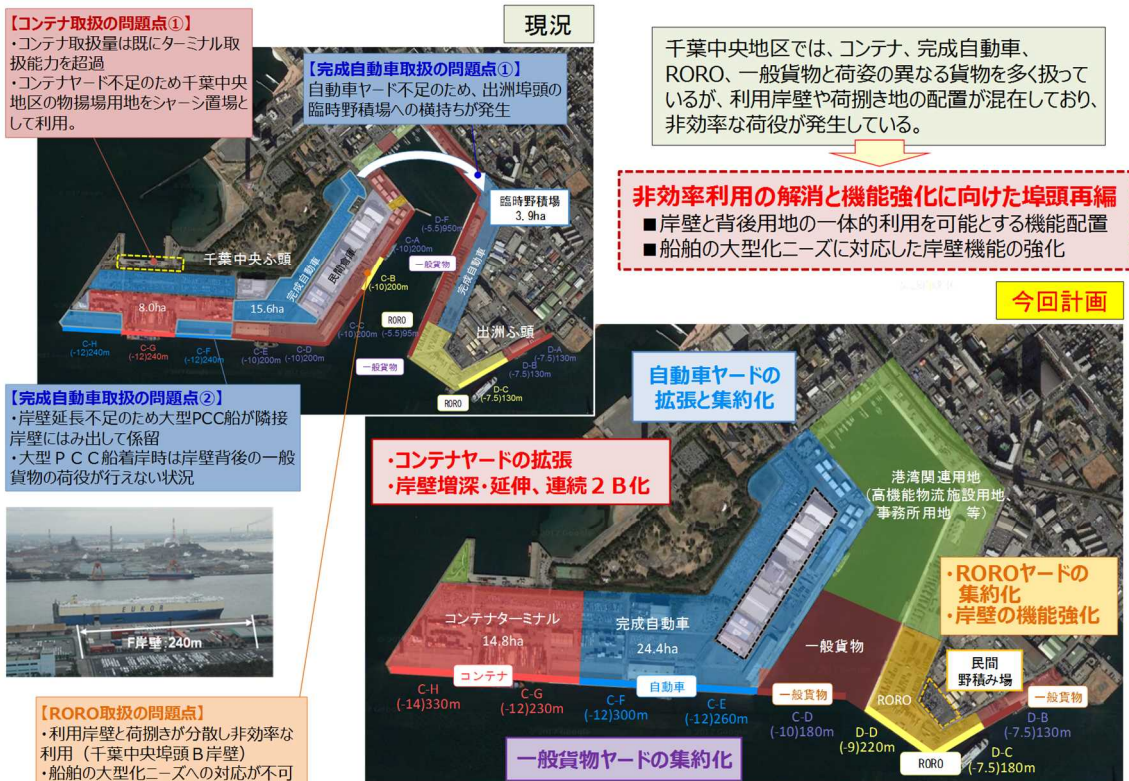 【コンテナ取扱の問題点①】
・コンテナ取扱量は既にターミナル取
扱能力を超過
・コンテナヤード不足のため千葉中央
地区の物揚場用地をシャーシ置場と
して利用。
現況
【完成自動車取扱の問題点①】
自動車ヤード不足のため、出洲埠頭の
臨時野積場への横持ちが発生
千葉中央地区では、コンテナ、完成自動車、
RORO、一般貨物と荷姿の異なる貨物を多く扱っ
ているが、利用岸壁や荷捌き地の配置が混在しており、
非効率な荷役が発生している。
非効率利用の解消と機能強化に向けた埠頭再編
■岸壁と背後用地の一体的利用を可能とする機能配置
■船舶の大型化ニーズに対応した岸壁機能の強化
今回計画
臨時野積場
3.9ha
D-F
(-5.5)950m
C-A
(-10)200m
一般貨物
C-B
(-10)200m
千葉中央ふ頭
完成自動車
民間倉庫
完成自動車
8.0ha
15.6ha
C-H
(-12)240m
C-G
(-12)240m
C-F
(-12)240m
C-E
(-10)200m
C-D
(-10)200m
C-C
(-10)200m
RORO
(-5.5)95m
一般貨物
出洲ふ頭
D-A
(-7.5)130m
D-B
(-7.5)130m
D-C
(-7.5)130m
RORO
【完成自動車取扱の問題点②】
・岸壁延長不足のため大型PCC船が隣接
岸壁にはみ出して係留
・大型PCC船着岸時は岸壁背後の一般
貨物の荷役が行えない状況
EUKOR
F岸壁：240m
【RORO取扱の問題点】
・利用岸壁と荷捌きが分散し非効率な
利用（千葉中央埠頭B岸壁）
・船舶の大型化ニーズへの対応が不可
自動車ヤードの
拡張と集約化
・コンテナヤードの拡張
・岸壁増深・延伸、連続２B化
港湾関連用地
(高機能物流施設用地、
事務所用地 等)
・ROROヤードの
集約化
・岸壁の機能強化
コンテナターミナル
14.8ha
完成自動車
24.4ha
一般貨物
RORO
民間
野積み場
コンテナ
自動車
一般貨物
一般貨物
C-H
(-14)330m
C-G
(-12)230m
C-F
(-12)300m
C-E
(-12)260m
C-D
(-10)180m
D-D
(-9)220m
RORO
D-C
(-7.5)180m
D-B
(-7.5)130m
一般貨物ヤードの集約化